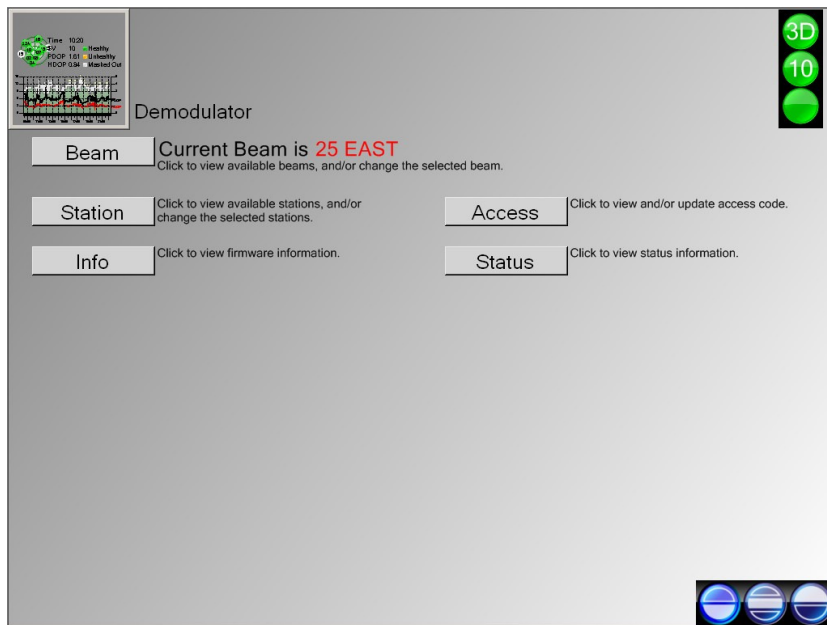 Time 10:20
SV 10 Healthy
PDOP 1.61 Unhealthy
HDOP 0.84 Masked Out
3D
10
Demodulator
Beam
Current Beam is 25 EAST
Click to view available beams, and/or change the selected beam.
Station
Click to view available stations, and/or
change the selected stations.
Access
Click to view and/or update access code.
Info
Click to view firmware information.
Status
Click to view status information.